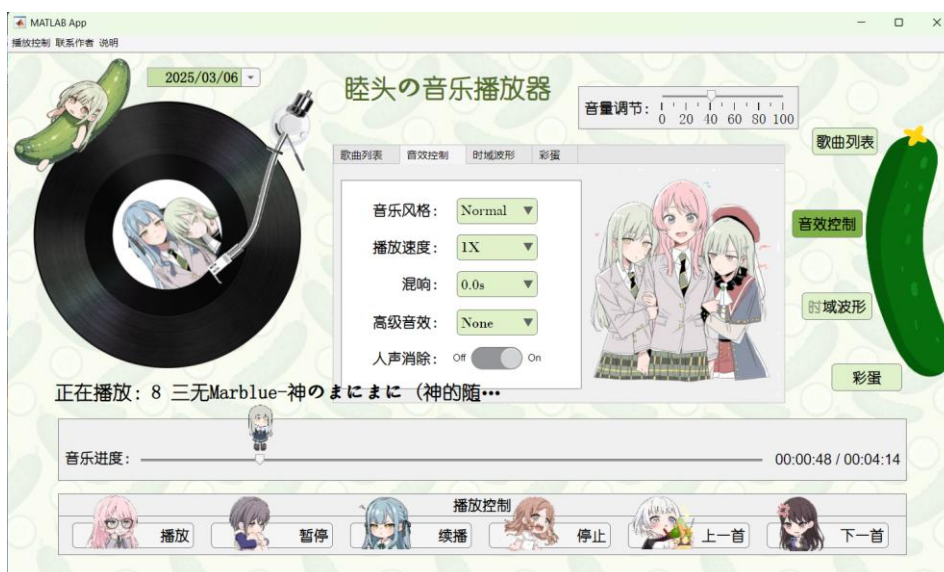 MATLAB App
播放控制 联系作者 说明
2025/03/06
睦头の音乐播放器
音量调节：
0 20 40 60 80 100
歌曲列表 音效控制 时域波形 彩蛋
音乐风格： Normal
播放速度： 1X
混响： 0.0s
高级音效： None
人声消除： Off On
歌曲列表
音效控制
时域波形
彩蛋
正在播放：8 三无Marblue-神のまにまに（神的随…
音乐进度：
00:00:48 / 00:04:14
播放控制
播放 暂停 续播 停止 上一首 下一首